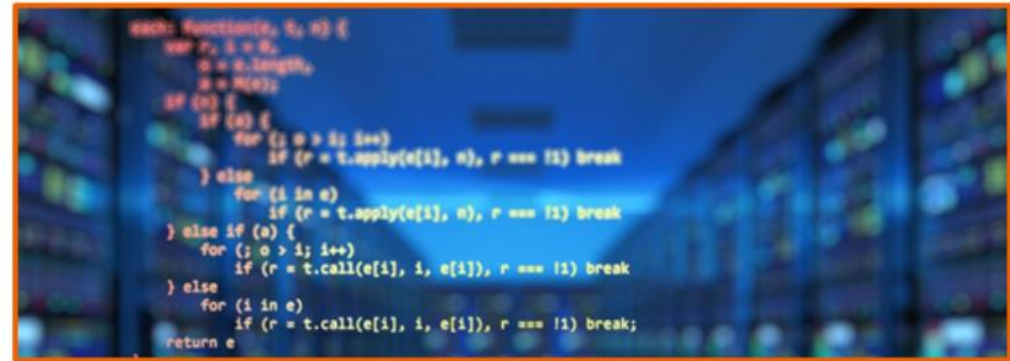 each: function(e, t, n) {
var r, i = 0,
o = e.length,
a = M(e);
if (n) {
if (a) {
for (; o > i; i++)
if (r = t.apply(e[i], n), r === !1) break
} else
for (i in e)
if (r = t.apply(e[i], n), r === !1) break
} else if (a) {
for (; o > i; i++)
if (r = t.call(e[i], i, e[i]), r === !1) break
} else
for (i in e)
if (r = t.call(e[i], i, e[i]), r === !1) break;
return e